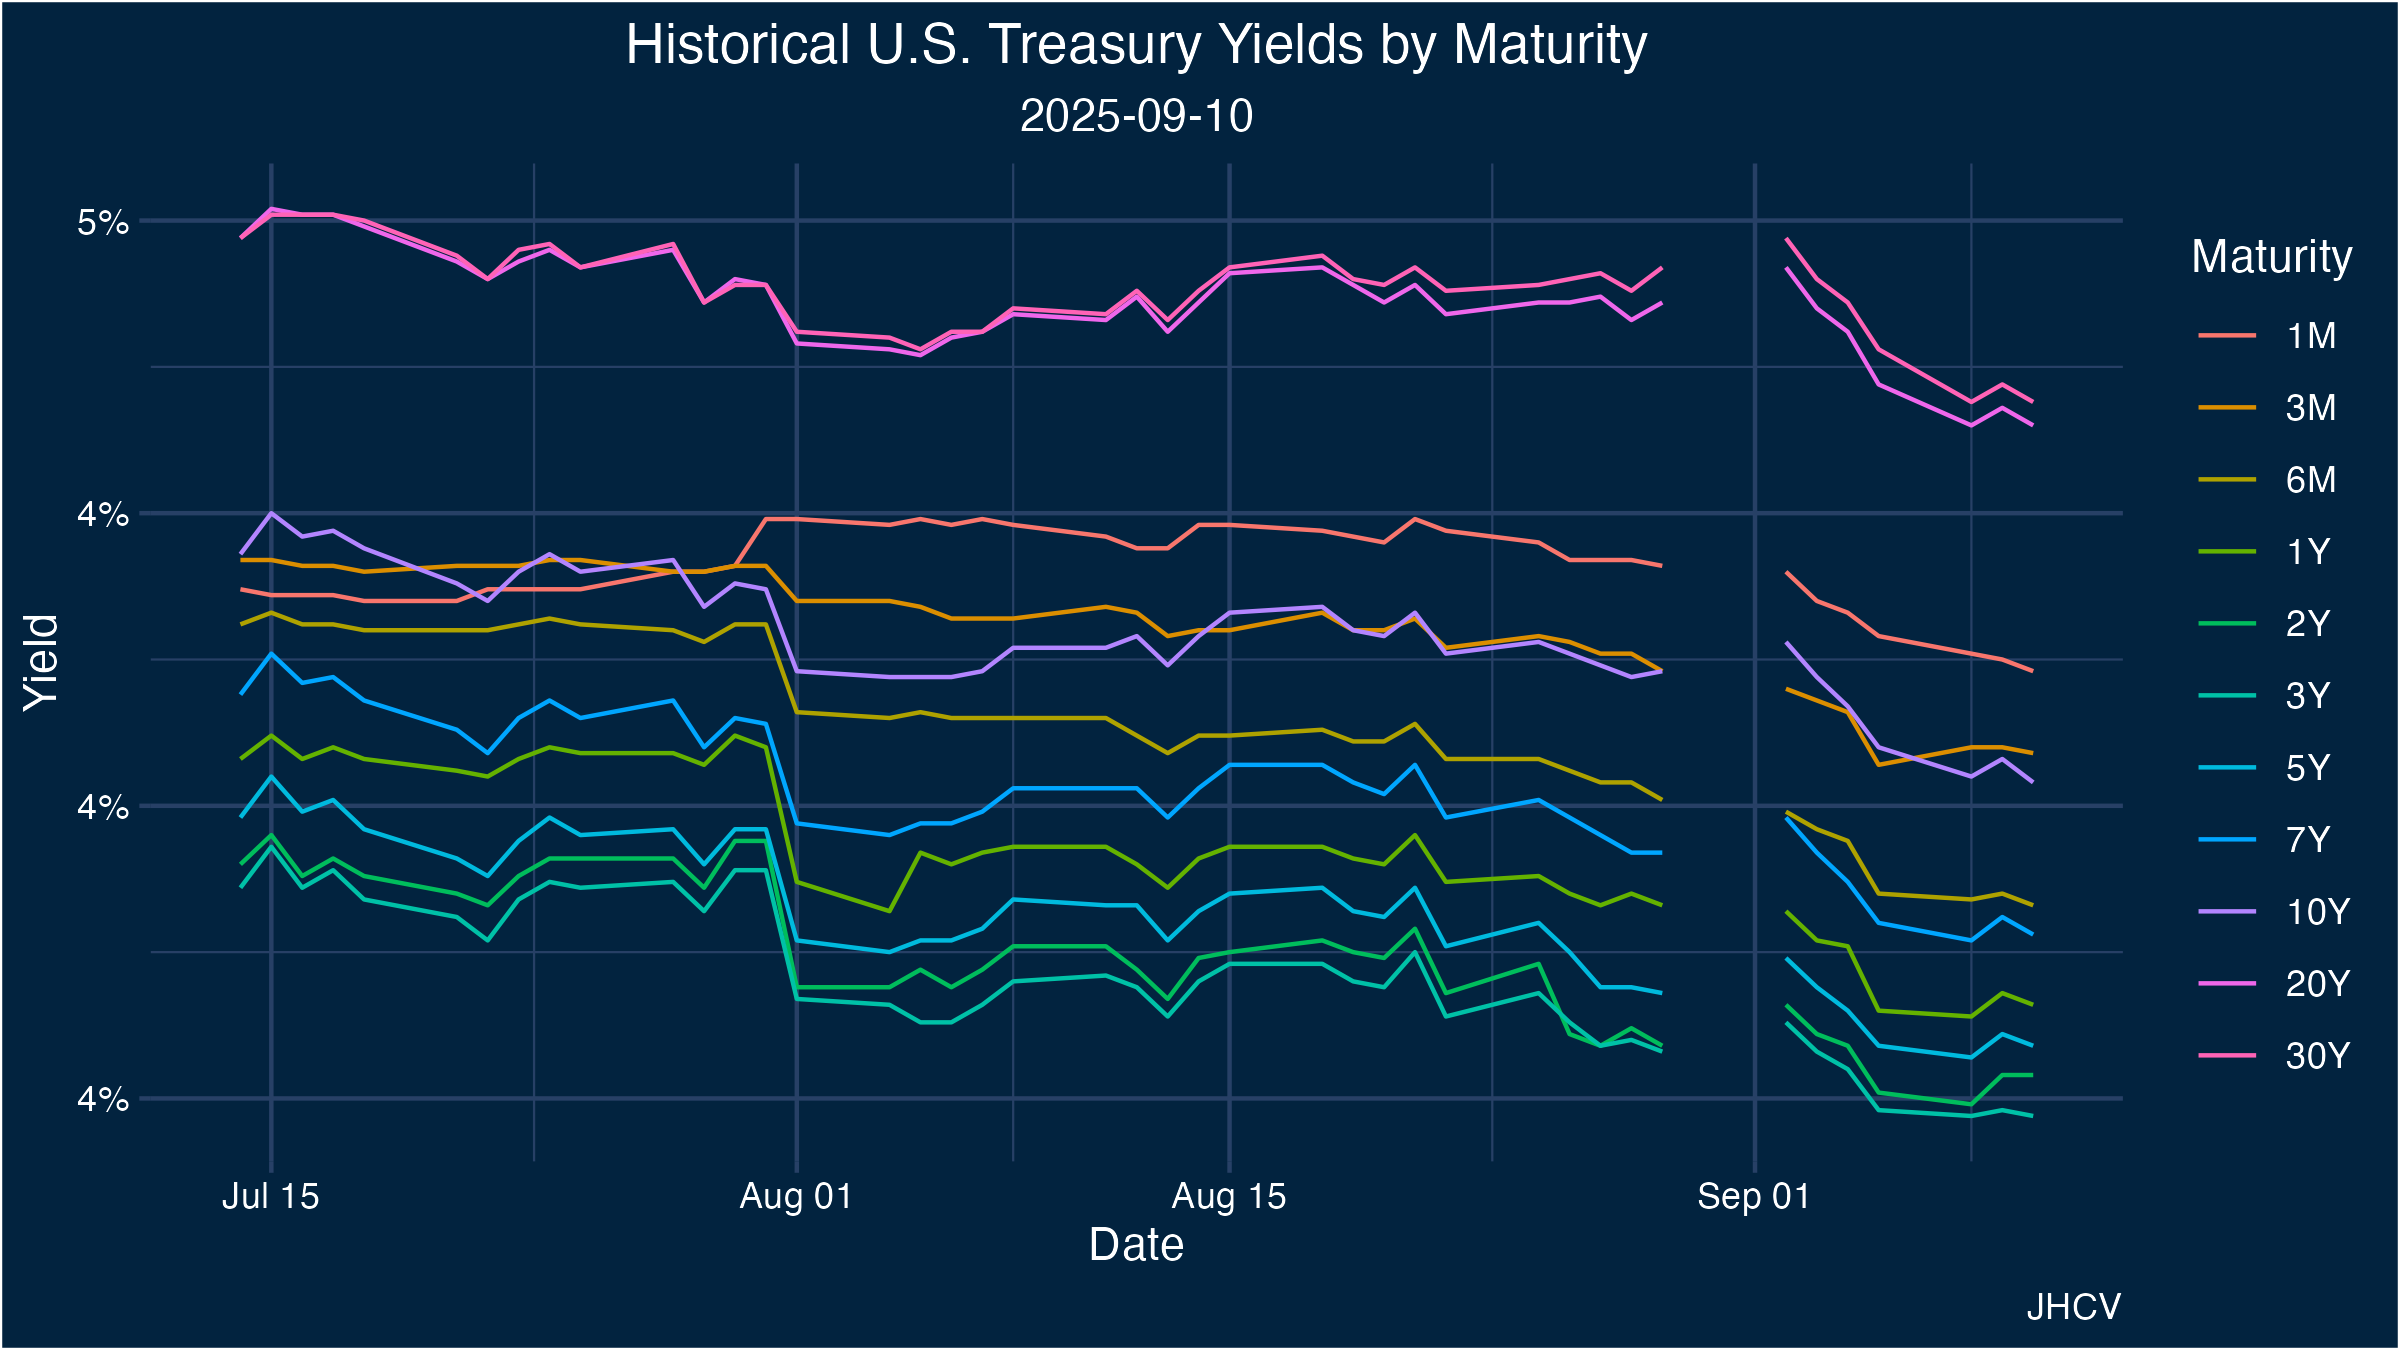 Historical U.S. Treasury Yields by Maturity
2025-09-10
5%
4%
4%
4%
Yield
Jul 15
Aug 01
Aug 15
Sep 01
Date
Maturity
1M
3M
6M
1Y
2Y
3Y
5Y
7Y
10Y
20Y
30Y
JHCV